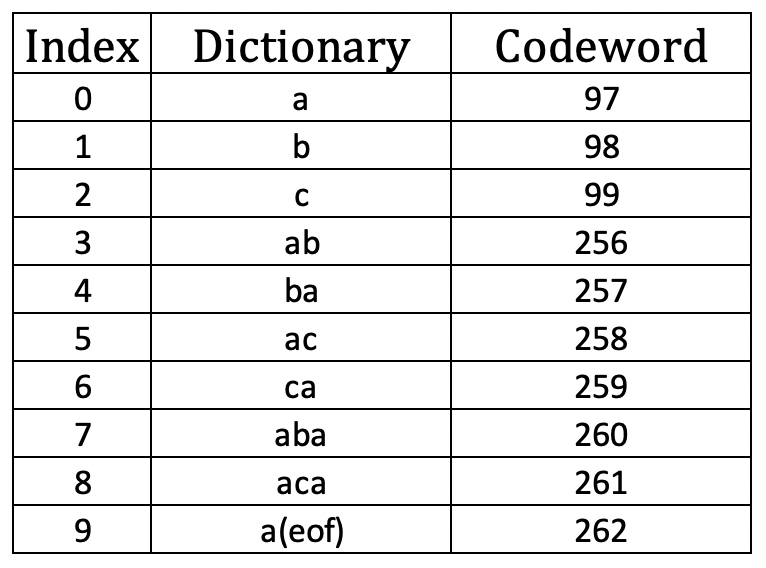 Index Dictionary Codeword
0 a 97
1 b 98
2 c 99
3 ab 256
4 ba 257
5 ac 258
6 ca 259
7 aba 260
8 aca 261
9 a(eof) 262